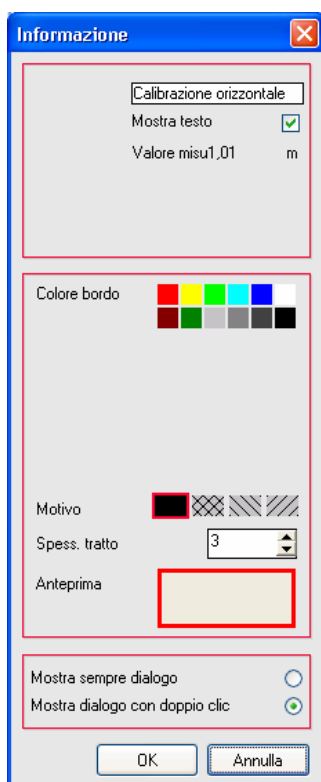 Informazione
Calibrazione orizzontale
Mostra testo
Valore misu1,01 m
Colore bordo
Motivo
Spess. tratto 3
Anteprima
Mostra sempre dialogo
Mostra dialogo con doppio clic
OK Annulla